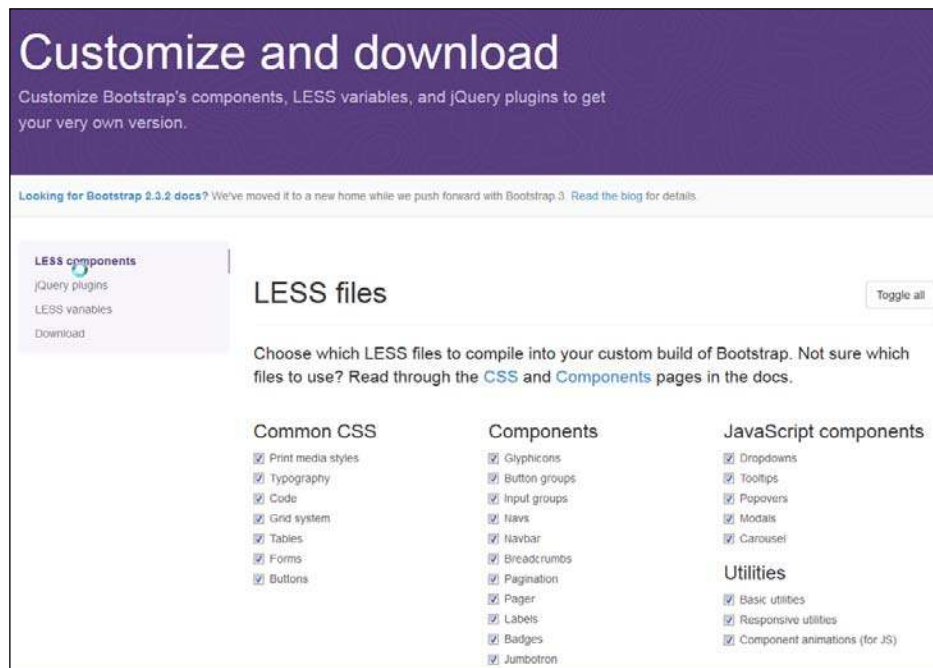 Customize and download
Customize Bootstrap's components, LESS variables, and jQuery plugins to get
your very own version.
Looking for Bootstrap 2.3.2 docs? We've moved it to a new home while we push forward with Bootstrap 3. Read the blog for details.
LESS components
jQuery plugins
LESS variables
Download
LESS files
Toggle all
Choose which LESS files to compile into your custom build of Bootstrap. Not sure which
files to use? Read through the CSS and Components pages in the docs.
Common CSS
Print media styles
Typography
Code
Grid system
Tables
Forms
Buttons
Components
Glyphicons
Button groups
Input groups
Navs
Navbar
Breadcrumbs
Pagination
Pager
Labels
Badges
Jumbotron
JavaScript components
Dropdowns
Tooltips
Popovers
Modals
Carousel
Utilities
Basic utilities
Responsive utilities
Component animations (for JS)